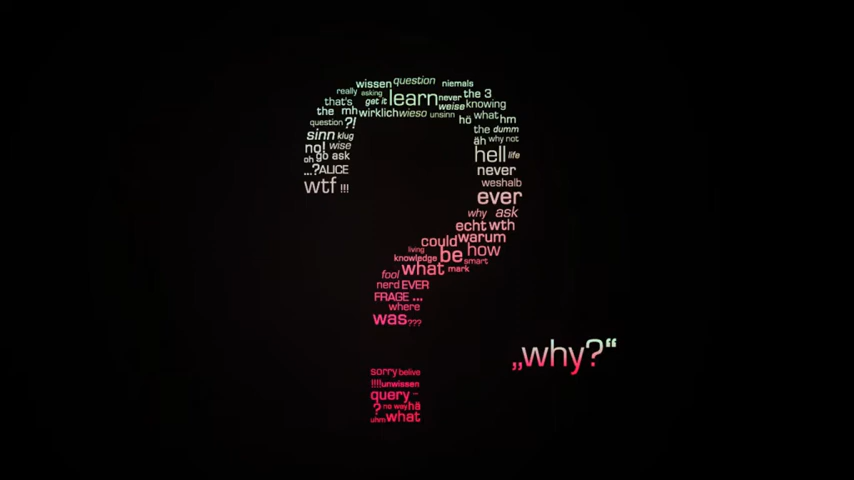 wissen question niemals
really asking get it learn never the 3
that's weise knowing
the mh wirklich wieso unsinn hö what hm
question ?! the dumm
sinn klug äh why not
no! wise hell life
oh go ask never
...? ALICE weshalb
wtf !!! ever
why ask
echt wth
could warum
living be how
knowledge smart
what mark
fool
nerd EVER
FRAGE ...
where
was ???
„why?“
sorry belive
!!!! unwissen
query –
? no way hä
uhm what